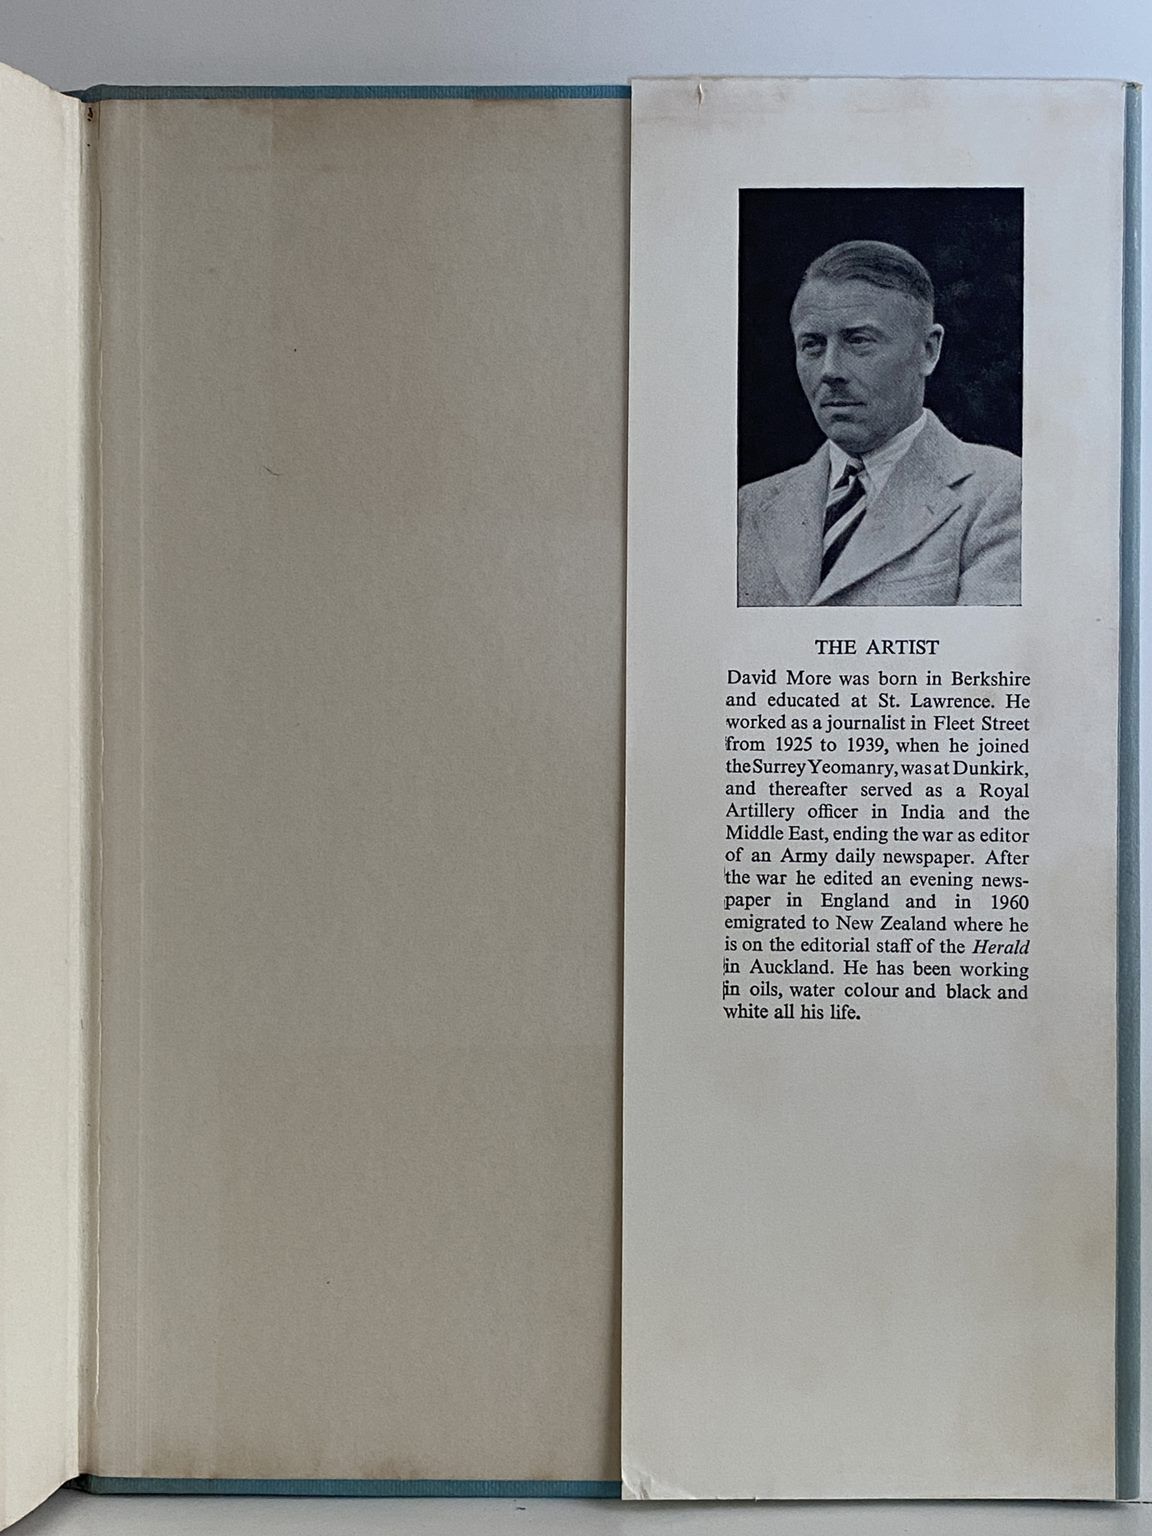 THE ARTIST
David More was born in Berkshire
and educated at St. Lawrence. He
worked as a journalist in Fleet Street
from 1925 to 1939, when he joined
the Surrey Yeomanry, was at Dunkirk,
and thereafter served as a Royal
Artillery officer in India and the
Middle East, ending the war as editor
of an Army daily newspaper. After
the war he edited an evening news-
paper in England and in 1960
emigrated to New Zealand where he
is on the editorial staff of the Herald
in Auckland. He has been working
in oils, water colour and black and
white all his life.